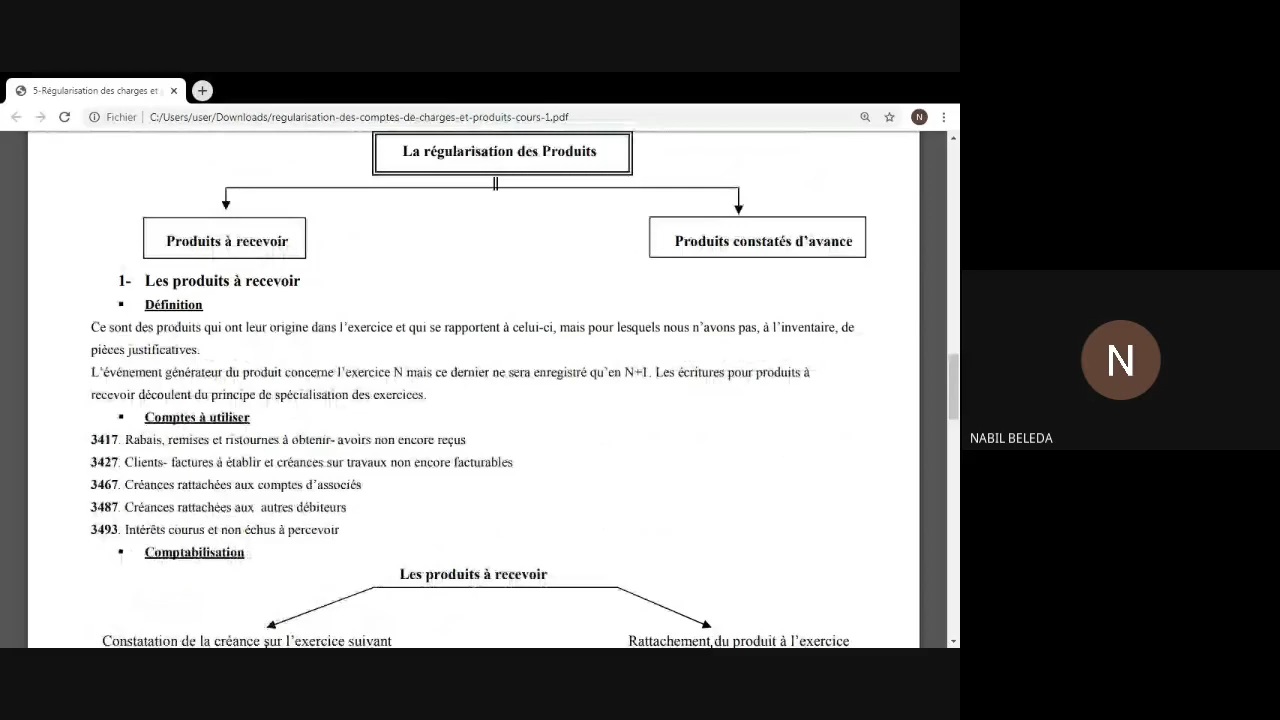 5-Régularisation des charges et
Fichier | C:/Users/user/Downloads/regularisation-des-comptes-de-charges-et-produits-cours-1.pdf
N
La régularisation des Produits
Produits à recevoir
Produits constatés d'avance
1- Les produits à recevoir
▪ Définition
Ce sont des produits qui ont leur origine dans l'exercice et qui se rapportent à celui-ci, mais pour lesquels nous n'avons pas, à l'inventaire, de
pièces justificatives.
L'événement générateur du produit concerne l'exercice N mais ce dernier ne sera enregistré qu'en N+1. Les écritures pour produits à
recevoir découlent du principe de spécialisation des exercices.
▪ Comptes à utiliser
3417. Rabais, remises et ristournes à obtenir- avoirs non encore reçus
3427. Clients- factures à établir et créances sur travaux non encore facturables
3467. Créances rattachées aux comptes d'associés
3487. Créances rattachées aux autres débiteurs
3493. Intérêts courus et non échus à percevoir
▪ Comptabilisation
Les produits à recevoir
Constatation de la créance sur l'exercice suivant
Rattachement du produit à l'exercice
N
NABIL BELEDA